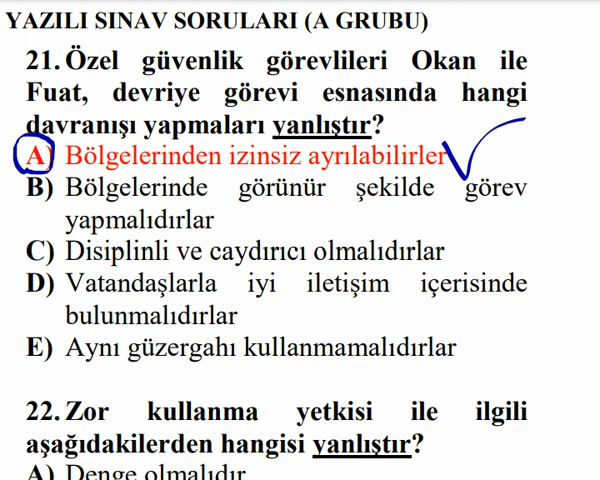 YAZILI SINAV SORULARI (A GRUBU)
21. Özel güvenlik görevlileri Okan ile
Fuat, devriye görevi esnasında hangi
davranışı yapmaları yanlıştır?
A) Bölgelerinden izinsiz ayrılabilirler
B) Bölgelerinde görünür şekilde görev
yapmalıdırlar
C) Disiplinli ve caydırıcı olmalıdırlar
D) Vatandaşlarla iyi iletişim içerisinde
bulunmalıdırlar
E) Aynı güzergahı kullanmamalıdırlar
22. Zor kullanma yetkisi ile ilgili
aşağıdakilerden hangisi yanlıştır?
A) Denge olmalıdır